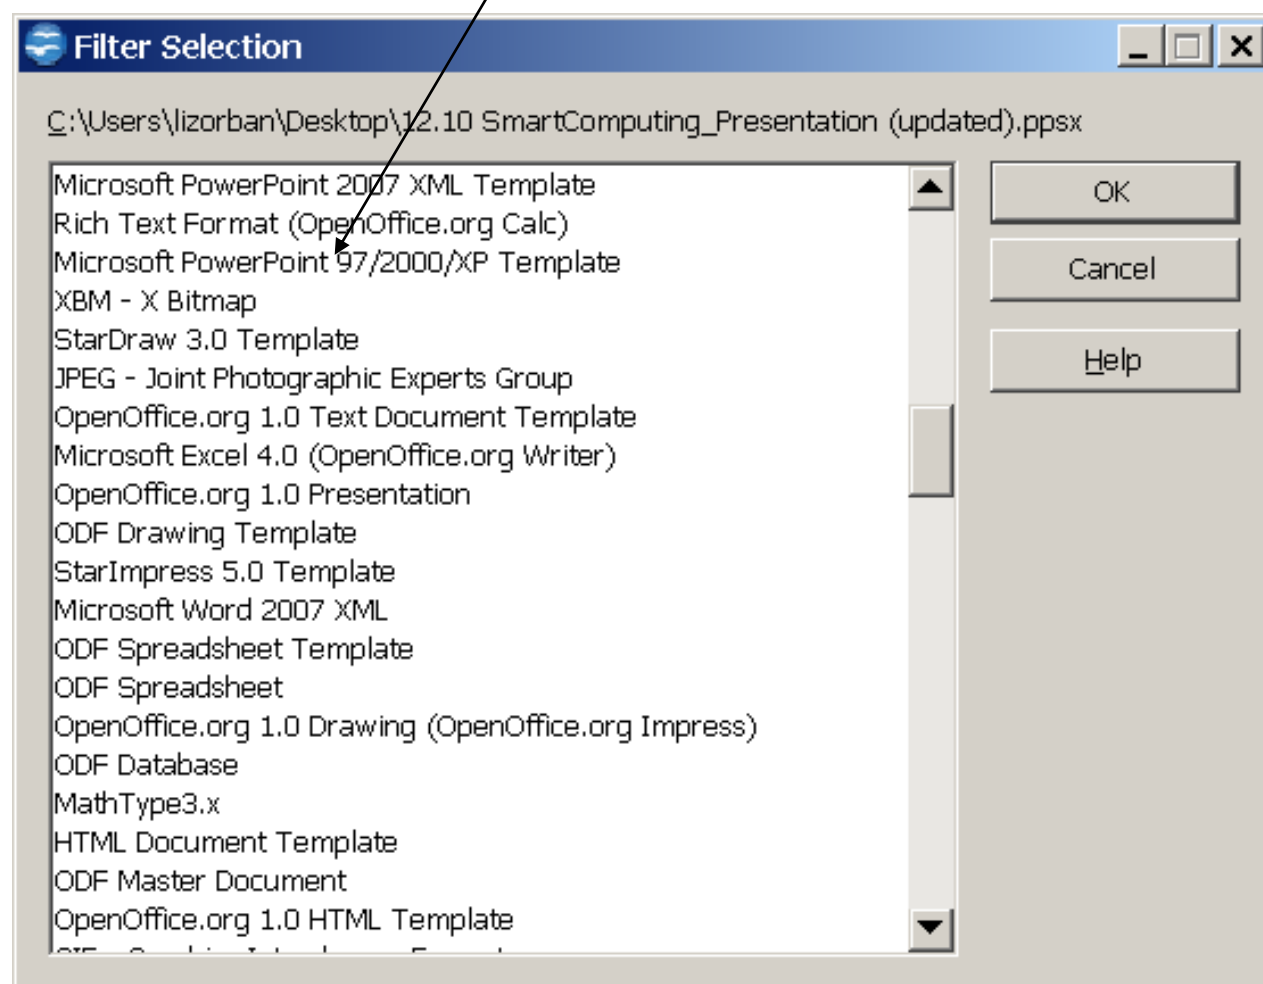 Filter Selection
C:\Users\lizorban\Desktop\12.10 SmartComputing_Presentation (updated).ppsx
Microsoft PowerPoint 2007 XML Template
Rich Text Format (OpenOffice.org Calc)
Microsoft PowerPoint 97/2000/XP Template
XBM - X Bitmap
StarDraw 3.0 Template
JPEG - Joint Photographic Experts Group
OpenOffice.org 1.0 Text Document Template
Microsoft Excel 4.0 (OpenOffice.org Writer)
OpenOffice.org 1.0 Presentation
ODF Drawing Template
StarImpress 5.0 Template
Microsoft Word 2007 XML
ODF Spreadsheet Template
ODF Spreadsheet
OpenOffice.org 1.0 Drawing (OpenOffice.org Impress)
ODF Database
MathType3.x
HTML Document Template
ODF Master Document
OpenOffice.org 1.0 HTML Template
OK
Cancel
Help